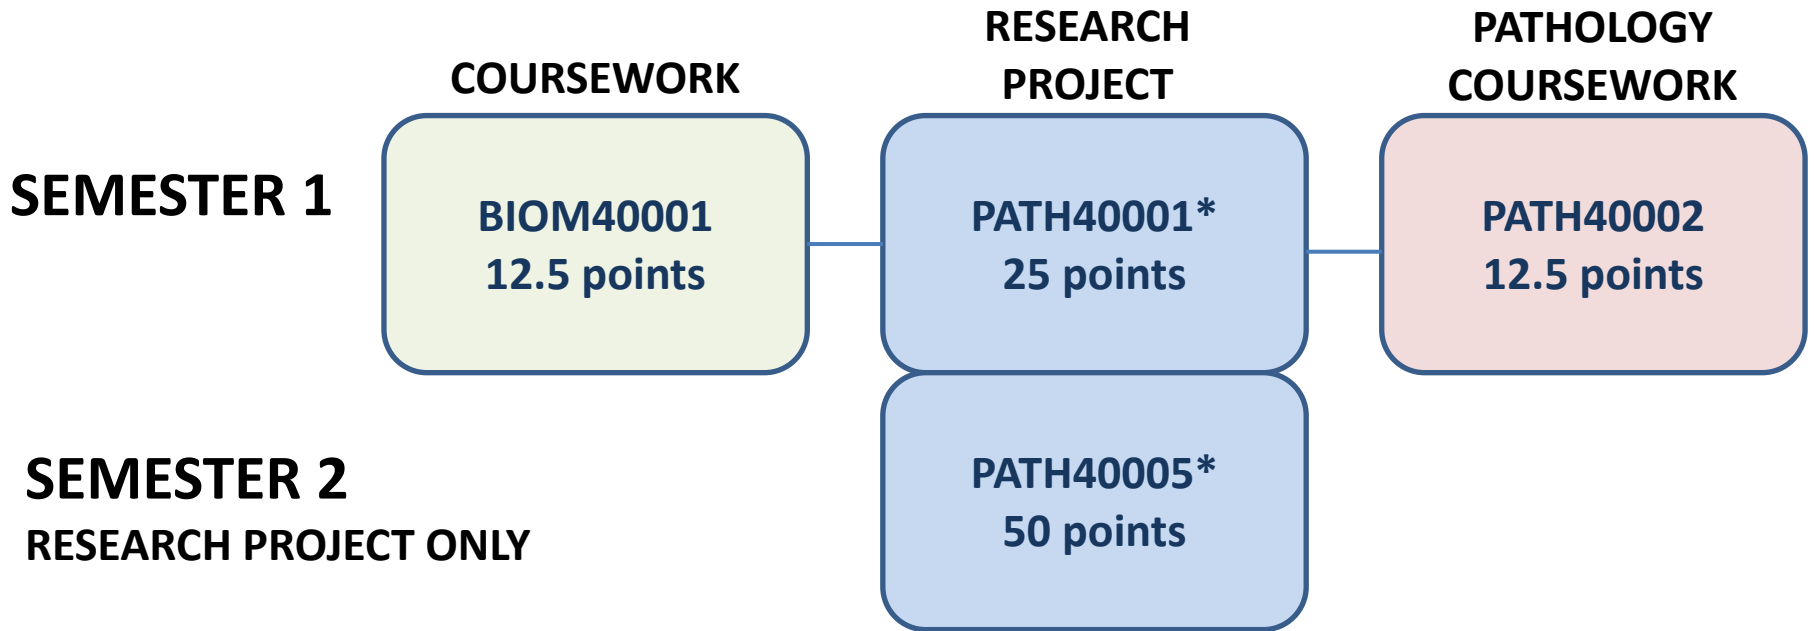 COURSEWORK
RESEARCH
PROJECT
PATHOLOGY
COURSEWORK
SEMESTER 1
BIOM40001
12.5 points
PATH40001*
25 points
PATH40002
12.5 points
SEMESTER 2
RESEARCH PROJECT ONLY
PATH40005*
50 points